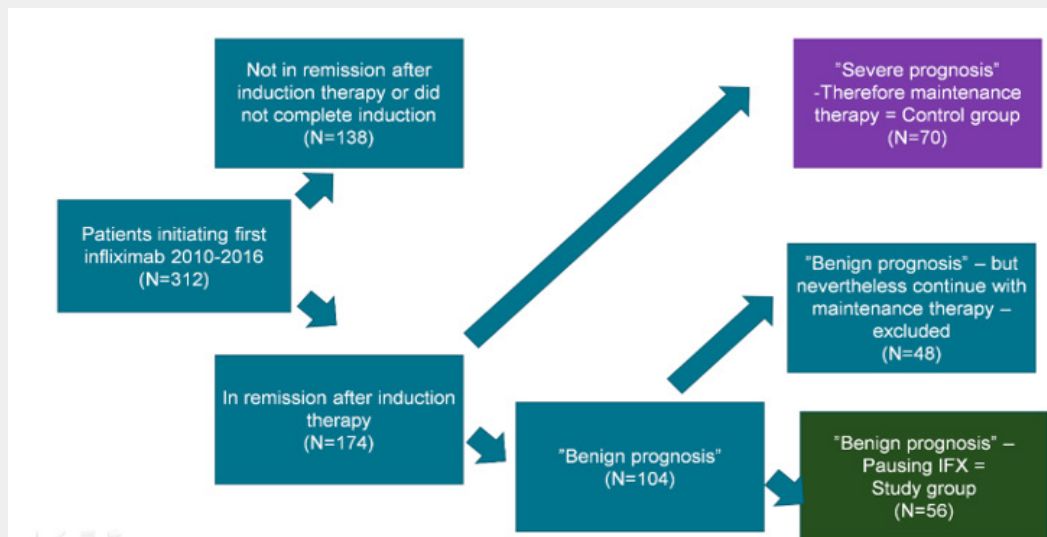 Not in remission after
induction therapy or did
not complete induction
(N=138)
"Severe prognosis"
-Therefore maintenance
therapy = Control group
(N=70)
Patients initiating first
infliximab 2010-2016
(N=312)
"Benign prognosis" – but
nevertheless continue with
maintenance therapy –
excluded
(N=48)
In remission after induction
therapy
(N=174)
"Benign prognosis"
(N=104)
"Benign prognosis" –
Pausing IFX =
Study group
(N=56)